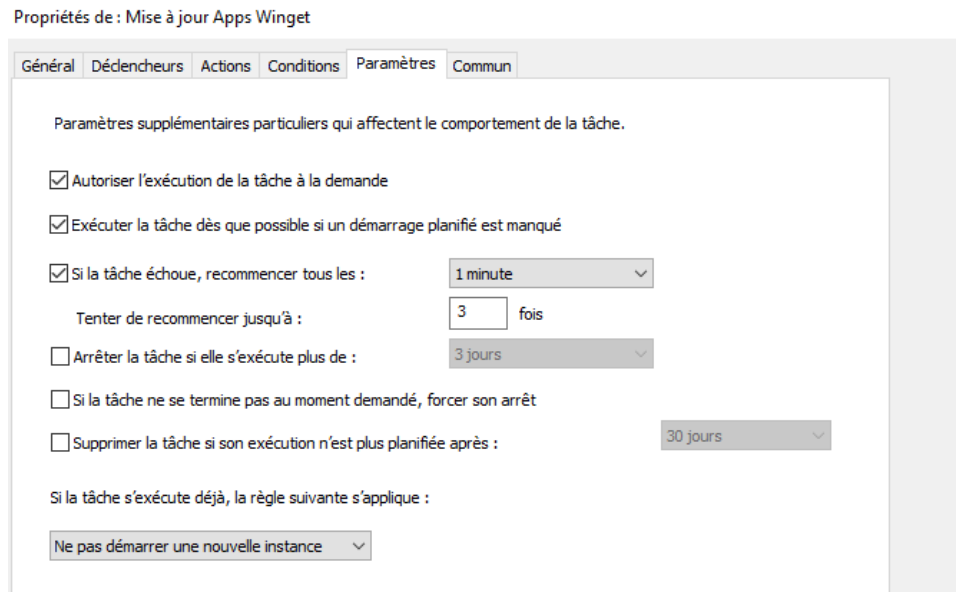 Propriétés de : Mise à jour Apps Winget
Général Déclencheurs Actions Conditions Paramètres Commun
Paramètres supplémentaires particuliers qui affectent le comportement de la tâche.
Autoriser l’exécution de la tâche à la demande
Exécuter la tâche dès que possible si un démarrage planifié est manqué
Si la tâche échoue, recommencer tous les : 1 minute
Tenter de recommencer jusqu’à : 3 fois
Arrêter la tâche si elle s’exécute plus de : 3 jours
Si la tâche ne se termine pas au moment demandé, forcer son arrêt
Supprimer la tâche si son exécution n’est plus planifiée après : 30 jours
Si la tâche s’exécute déjà, la règle suivante s’applique :
Ne pas démarrer une nouvelle instance